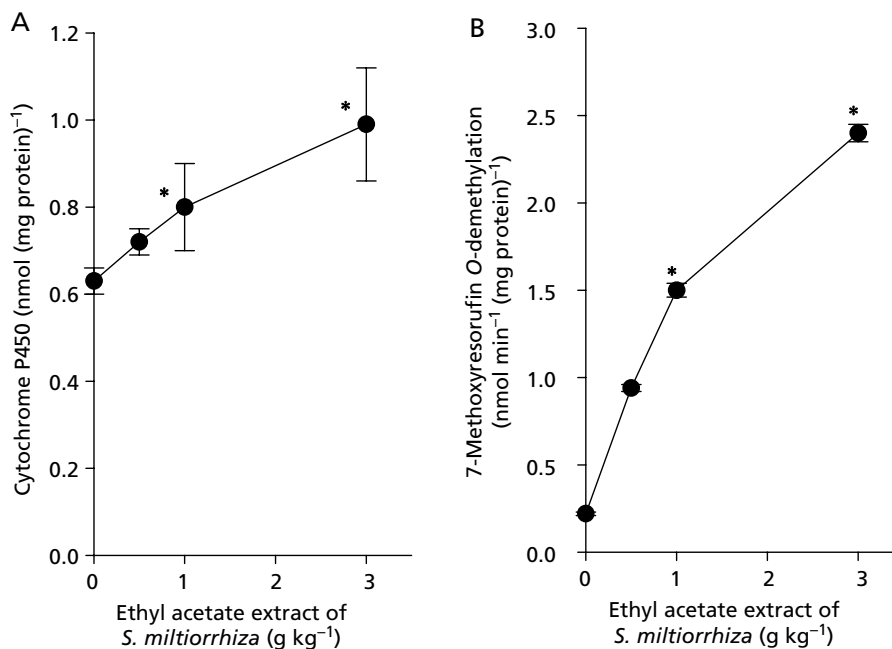 A
Cytochrome P450 (nmol (mg protein)⁻¹)
1.2
1.0
0.8
0.6
0.4
0.2
0.0
*
*
0
1
2
3
Ethyl acetate extract of
S. miltiorrhiza (g kg⁻¹)
B
7-Methoxyresorufin O-demethylation
(nmol min⁻¹ (mg protein)⁻¹)
3.0
2.5
2.0
1.5
1.0
0.5
0.0
*
*
0
1
2
3
Ethyl acetate extract of
S. miltiorrhiza (g kg⁻¹)